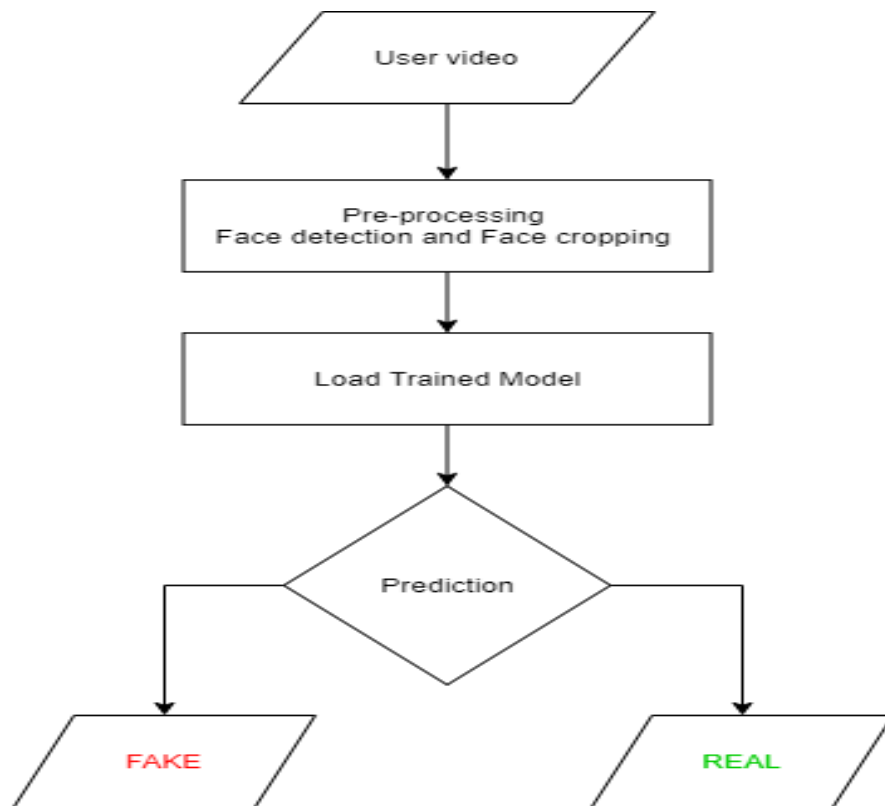 User video
Pre-processing
Face detection and Face cropping
Load Trained Model
Prediction
FAKE
REAL